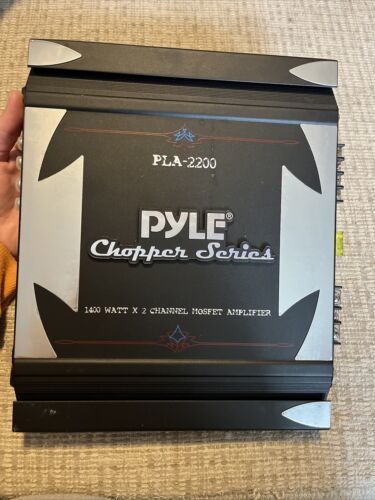 PLA-2200
PYLE®
Chopper Series
1400 WATT X 2 CHANNEL MOSFET AMPLIFIER